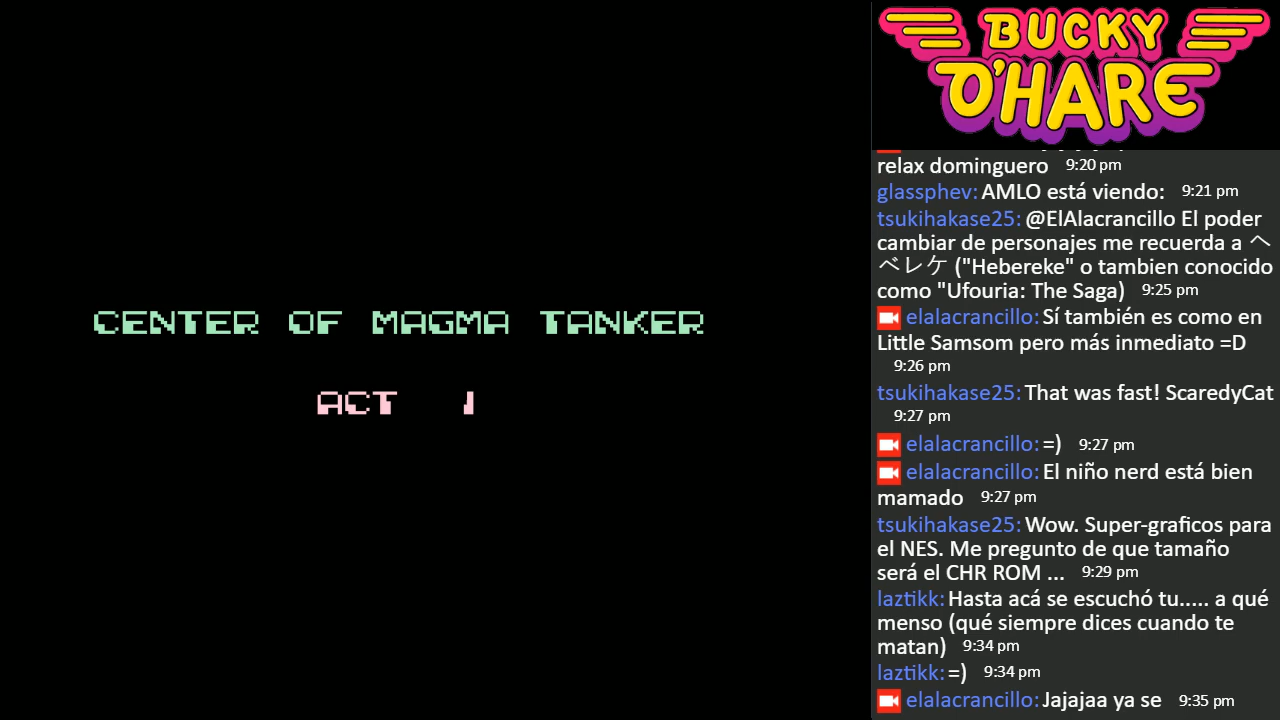 CENTER OF MAGMA TANKER
ACT 1
BUCKY
O'HARE
relax dominguero 9:20 pm
glassphev: AMLO está viendo: 9:21 pm
tsukihakase25: @ElAlacrancillo El poder
cambiar de personajes me recuerda a ヘ
ベレケ ("Hebereke" o tambien conocido
como "Ufouria: The Saga) 9:25 pm
elalacrancillo: Sí también es como en
Little Samsom pero más inmediato =D
9:26 pm
tsukihakase25: That was fast! ScaredyCat
9:27 pm
elalacrancillo: =) 9:27 pm
elalacrancillo: El niño nerd está bien
mamado 9:27 pm
tsukihakase25: Wow. Super-graficos para
el NES. Me pregunto de que tamaño
será el CHR ROM ... 9:29 pm
laztikk: Hasta acá se escuchó tu..... a qué
menso (qué siempre dices cuando te
matan) 9:34 pm
laztikk: =) 9:34 pm
elalacrancillo: Jajajaa ya se 9:35 pm